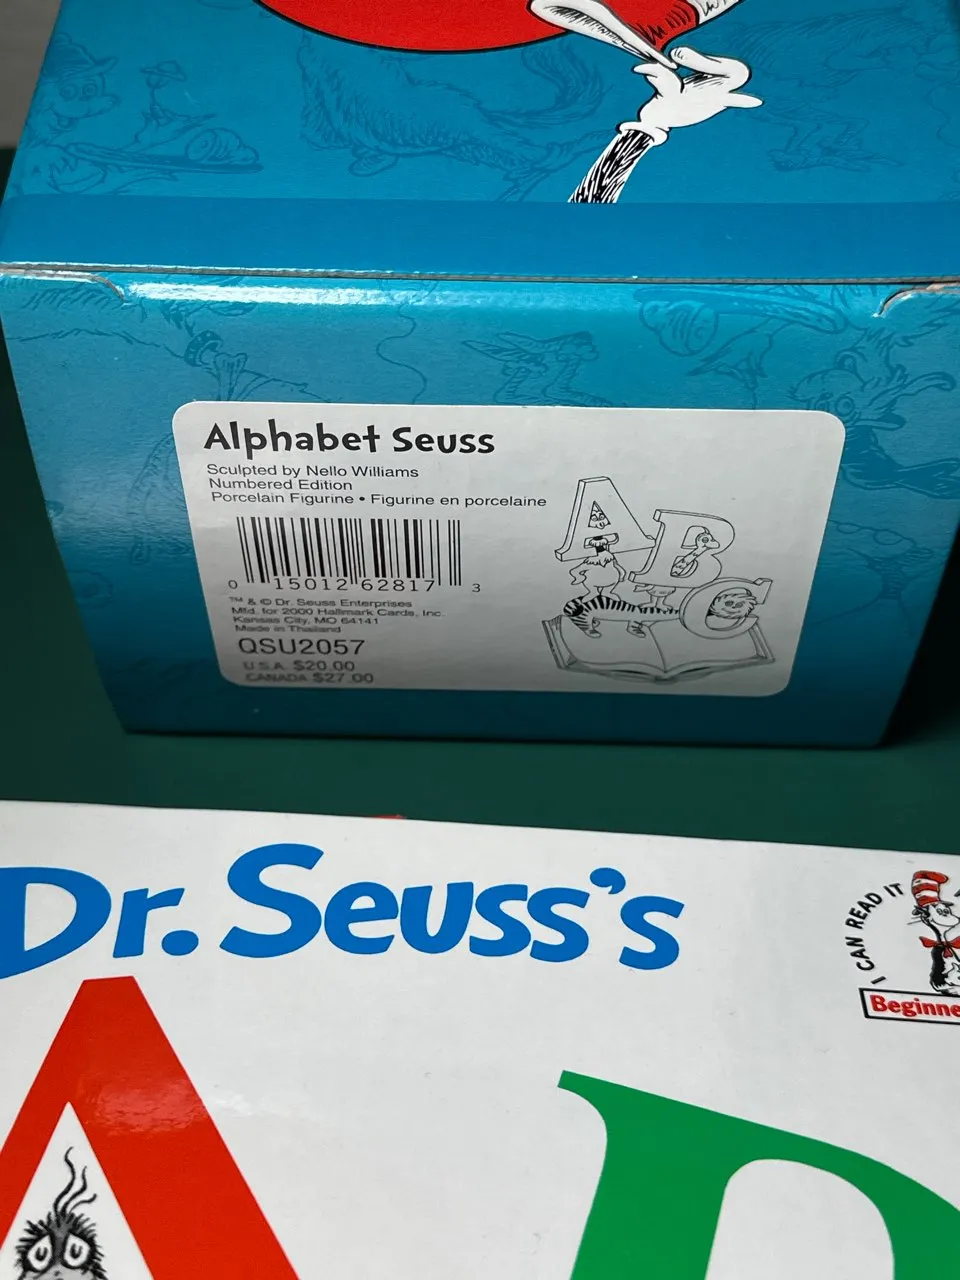 Alphabet Seuss
Sculpted by Nello Williams
Numbered Edition
Porcelain Figurine • Figurine en porcelaine
0 15012 62817 3
™ & © Dr. Seuss Enterprises
Mfd. for 2000 Hallmark Cards, Inc.
Kansas City, MO 64141
Made in Thailand
QSU2057
U.S.A. $20.00
CANADA $27.00
A B C
Dr. Seuss's
I CAN READ IT
Beginne
A B